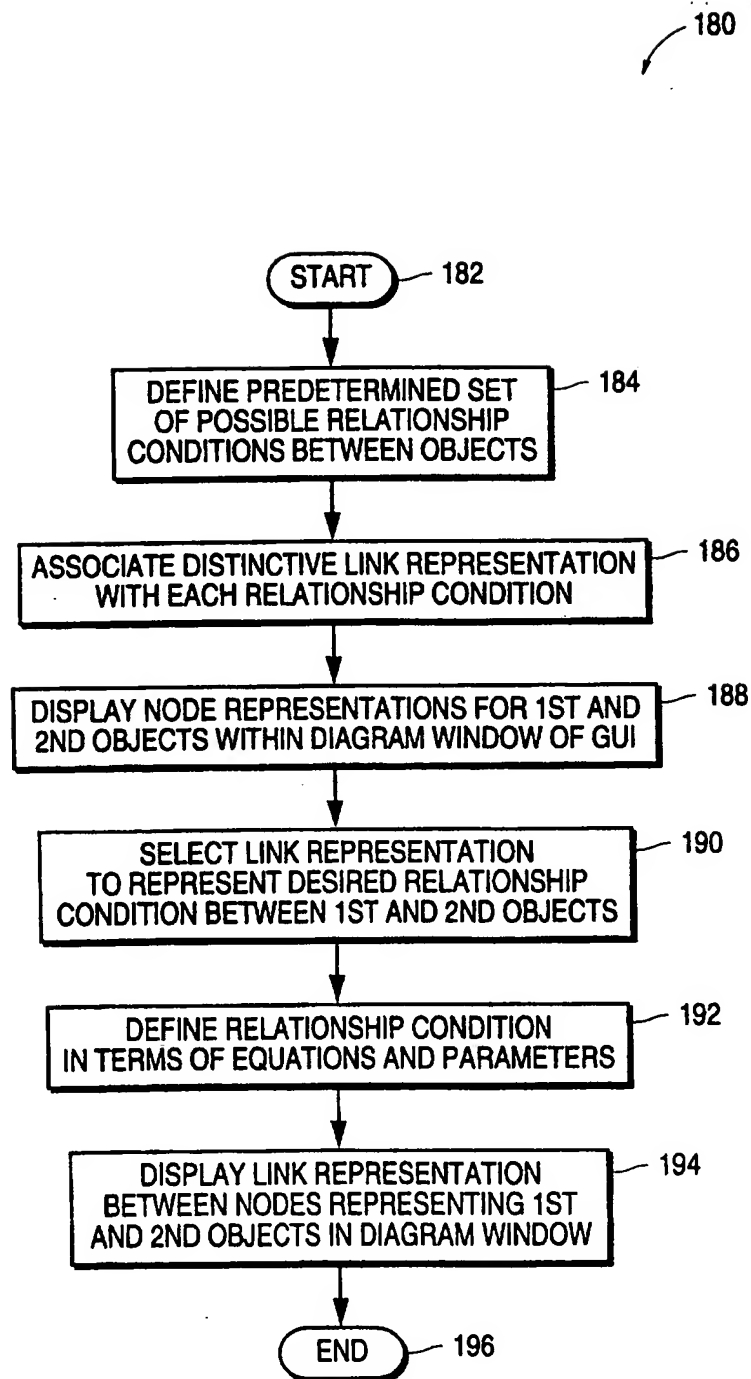 180
START
182
DEFINE PREDETERMINED SET
OF POSSIBLE RELATIONSHIP
CONDITIONS BETWEEN OBJECTS
184
ASSOCIATE DISTINCTIVE LINK REPRESENTATION
WITH EACH RELATIONSHIP CONDITION
186
DISPLAY NODE REPRESENTATIONS FOR 1ST AND
2ND OBJECTS WITHIN DIAGRAM WINDOW OF GUI
188
SELECT LINK REPRESENTATION
TO REPRESENT DESIRED RELATIONSHIP
CONDITION BETWEEN 1ST AND 2ND OBJECTS
190
DEFINE RELATIONSHIP CONDITION
IN TERMS OF EQUATIONS AND PARAMETERS
192
DISPLAY LINK REPRESENTATION
BETWEEN NODES REPRESENTING 1ST
AND 2ND OBJECTS IN DIAGRAM WINDOW
194
END
196